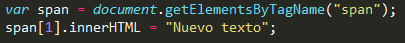 var span = document.getElementsByTagName("span");
span[1].innerHTML = "Nuevo texto";